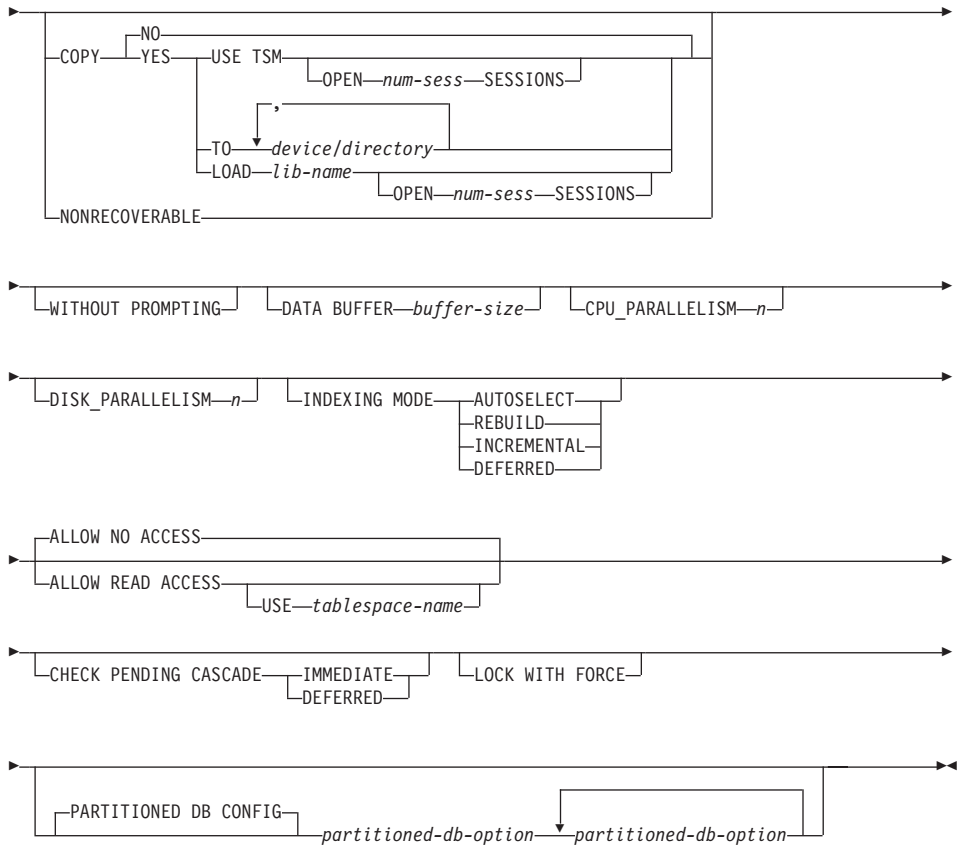 NO
COPY YES USE TSM
OPEN num-sess SESSIONS
,
TO device/directory
LOAD lib-name
OPEN num-sess SESSIONS
NONRECOVERABLE
WITHOUT PROMPTING DATA BUFFER buffer-size CPU_PARALLELISM n
DISK_PARALLELISM n INDEXING MODE AUTOSELECT
REBUILD
INCREMENTAL
DEFERRED
ALLOW NO ACCESS
ALLOW READ ACCESS
USE tablespace-name
CHECK PENDING CASCADE IMMEDIATE LOCK WITH FORCE
DEFERRED
PARTITIONED DB CONFIG
partitioned-db-option partitioned-db-option